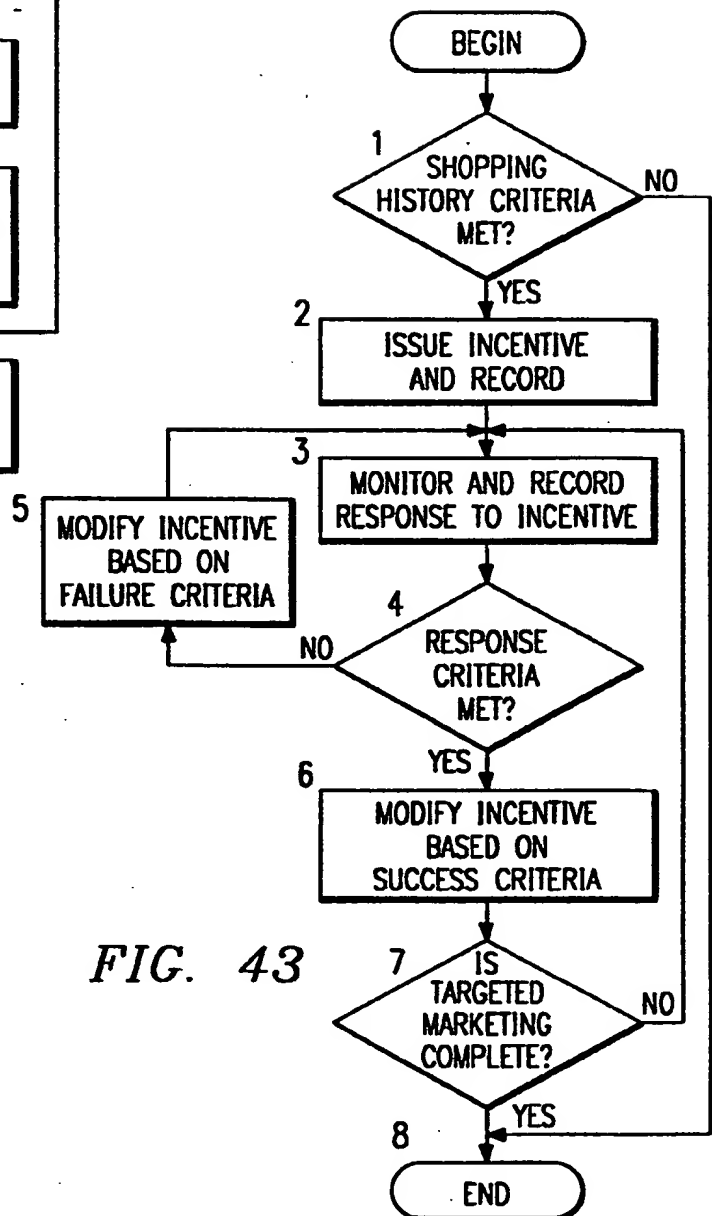 BEGIN
1
SHOPPING
HISTORY CRITERIA
MET?
NO
YES
2
ISSUE INCENTIVE
AND RECORD
3
MONITOR AND RECORD
RESPONSE TO INCENTIVE
5
MODIFY INCENTIVE
BASED ON
FAILURE CRITERIA
4
RESPONSE
CRITERIA
MET?
NO
YES
6
MODIFY INCENTIVE
BASED ON
SUCCESS CRITERIA
FIG. 43
7
IS
TARGETED
MARKETING
COMPLETE?
NO
YES
8
END